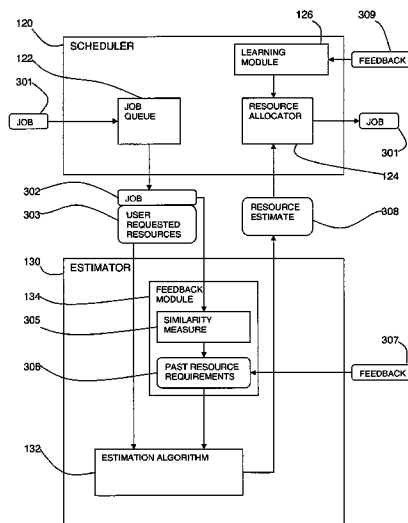 120
126
309
SCHEDULER
122
LEARNING
MODULE
FEEDBACK
301
JOB
JOB
QUEUE
RESOURCE
ALLOCATOR
JOB
301
124
302
JOB
303
USER
REQUESTED
RESOURCES
RESOURCE
ESTIMATE
308
130
ESTIMATOR
134
FEEDBACK
MODULE
305
SIMILARITY
MEASURE
307
306
PAST RESOURCE
REQUIREMENTS
FEEDBACK
132
ESTIMATION ALGORITHM